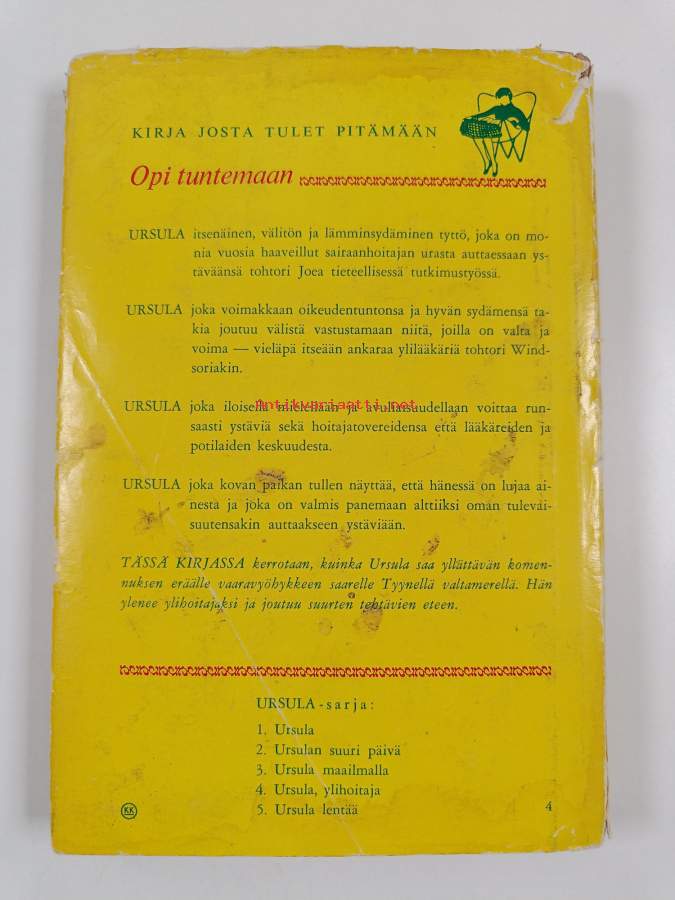 KIRJA JOSTA TULET PITÄMÄÄN
Opi tuntemaan
URSULA itsenäinen, välitön ja lämminsydäminen tyttö, joka on mo-
nia vuosia haaveillut sairaanhoitajan urasta auttaessaan ys-
täväänsä tohtori Joea tieteellisessä tutkimustyössä.
URSULA joka voimakkaan oikeudentuntonsa ja hyvän sydämensä ta-
kia joutuu välistä vastustamaan niitä, joilla on valta ja
voima — vieläpä itseään ankaraa ylilääkäriä tohtori Wind-
soriakin.
Antikvariaatti.net
URSULA joka iloisella mielellään ja avuliaisuudellaan voittaa run-
saasti ystäviä sekä hoitajatovereidensa että lääkäreiden ja
potilaiden keskuudesta.
URSULA joka kovan paikan tullen näyttää, että hänessä on lujaa ai-
nesta ja joka on valmis panemaan alttiiksi oman tulevai-
suutensakin auttaakseen ystäviään.
TÄSSÄ KIRJASSA kerrotaan, kuinka Ursula saa yllättävän komen-
nuksen eräälle vaaravyöhykkeen saarelle Tyynellä valtamerellä. Hän
ylenee ylihoitajaksi ja joutuu suurten tehtävien eteen.
URSULA-sarja:
1. Ursula
2. Ursulan suuri päivä
3. Ursula maailmalla
4. Ursula, ylihoitaja
5. Ursula lentää
KK
4